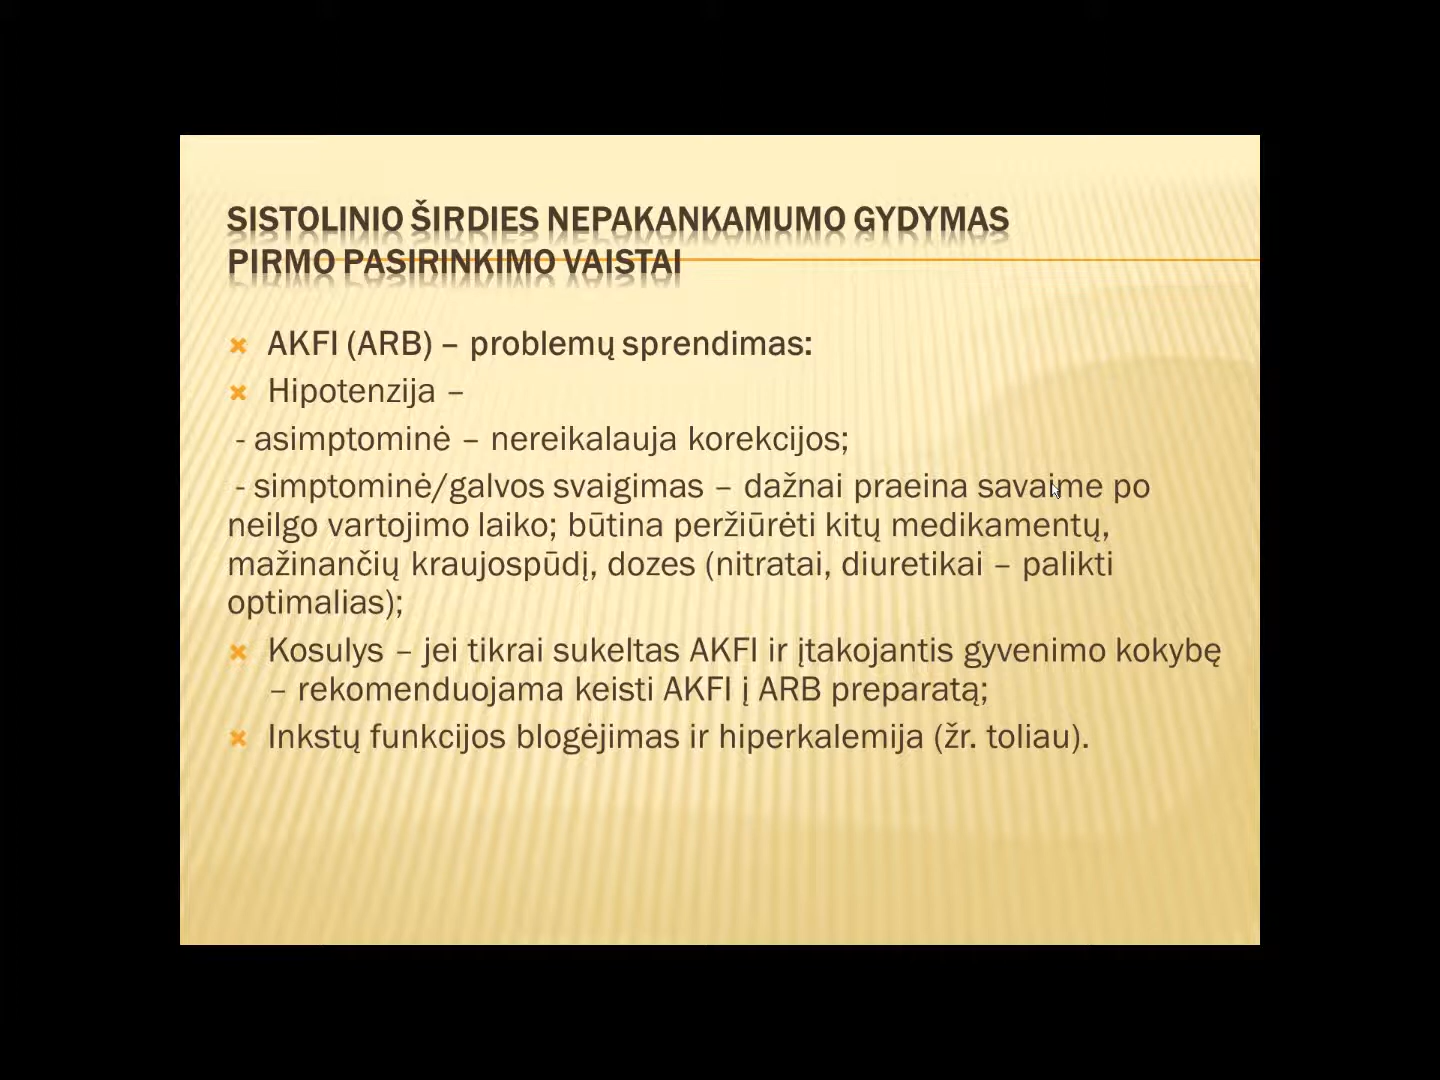 SISTOLINIO ŠIRDIES NEPAKANKAMUMO GYDYMAS
PIRMO PASIRINKIMO VAISTAI
AKFI (ARB) – problemų sprendimas:
Hipotenzija –
- asimptominė – nereikalauja korekcijos;
- simptominė/galvos svaigimas – dažnai praeina savaime po
neilgo vartojimo laiko; būtina peržiūrėti kitų medikamentų,
mažinančių kraujospūdį, dozes (nitratai, diuretikai – palikti
optimalias);
Kosulys – jei tikrai sukeltas AKFI ir įtakojantis gyvenimo kokybę
– rekomenduojama keisti AKFI į ARB preparatą;
Inkstų funkcijos blogėjimas ir hiperkalemija (žr. toliau).